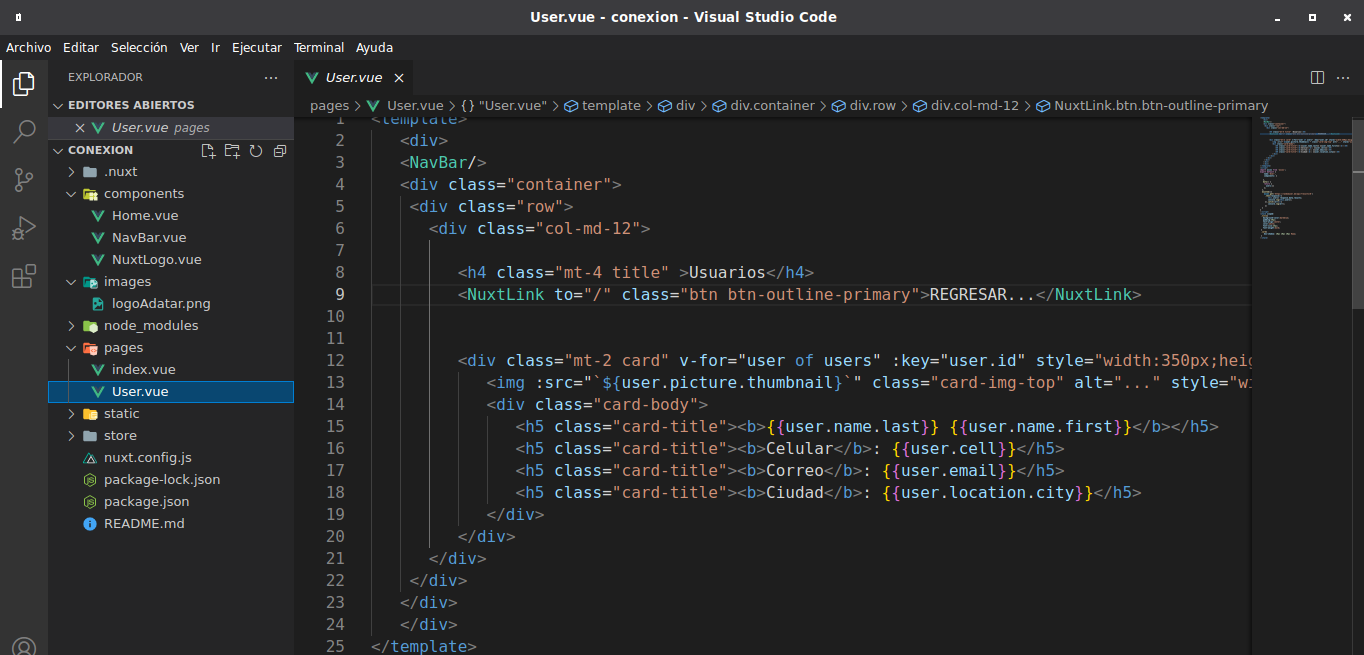 User.vue - conexion - Visual Studio Code
Archivo Editar Selección Ver Ir Ejecutar Terminal Ayuda
EXPLORADOR
EDITORES ABIERTOS
User.vue pages
CONEXION
.nuxt
components
Home.vue
NavBar.vue
NuxtLogo.vue
images
logoAdatar.png
node_modules
pages
index.vue
User.vue
static
store
nuxt.config.js
package-lock.json
package.json
README.md
User.vue
pages > User.vue > {} "User.vue" > template > div > div.container > div.row > div.col-md-12 > NuxtLink.btn.btn-outline-primary
1 <template>
2 <div>
3 <NavBar/>
4 <div class="container">
5 <div class="row">
6 <div class="col-md-12">
7
8 <h4 class="mt-4 title" >Usuarios</h4>
9 <NuxtLink to="/" class="btn btn-outline-primary">REGRESAR...</NuxtLink>
10
11
12 <div class="mt-2 card" v-for="user of users" :key="user.id" style="width:350px;heig
13 <img :src="`${user.picture.thumbnail}`" class="card-img-top" alt="..." style="wi
14 <div class="card-body">
15 <h5 class="card-title"><b>{{user.name.last}} {{user.name.first}}</b></h5>
16 <h5 class="card-title"><b>Celular</b>: {{user.cell}}</h5>
17 <h5 class="card-title"><b>Correo</b>: {{user.email}}</h5>
18 <h5 class="card-title"><b>Ciudad</b>: {{user.location.city}}</h5>
19 </div>
20 </div>
21 </div>
22 </div>
23 </div>
24 </div>
25 </template>